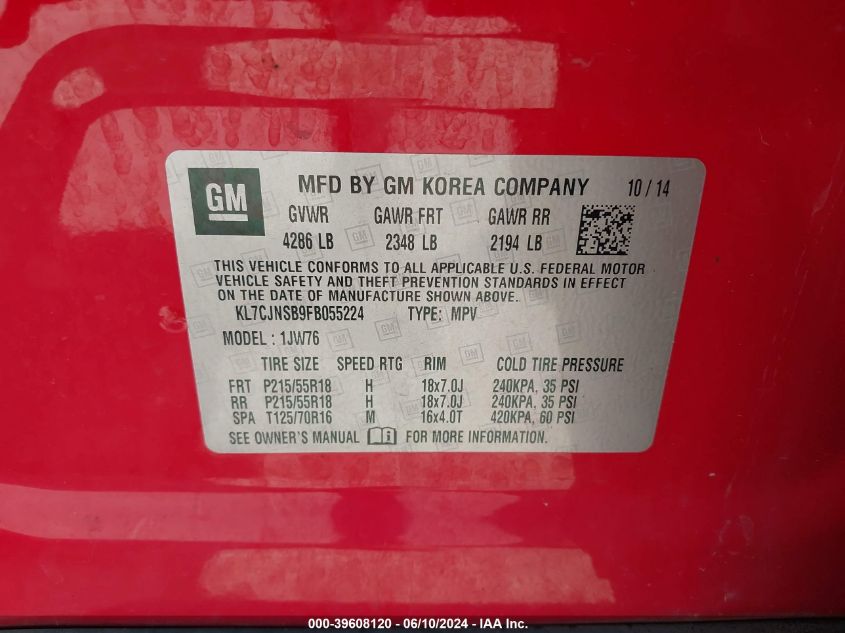 GM MFD BY GM KOREA COMPANY 10 / 14
GVWR GAWR FRT GAWR RR
4286 LB 2348 LB 2194 LB
THIS VEHICLE CONFORMS TO ALL APPLICABLE U.S. FEDERAL MOTOR
VEHICLE SAFETY AND THEFT PREVENTION STANDARDS IN EFFECT
ON THE DATE OF MANUFACTURE SHOWN ABOVE.
KL7CJNSB9FB055224 TYPE: MPV
MODEL : 1JW76
TIRE SIZE SPEED RTG RIM COLD TIRE PRESSURE
FRT P215/55R18 H 18x7.0J 240KPA, 35 PSI
RR P215/55R18 H 18x7.0J 240KPA, 35 PSI
SPA T125/70R16 M 16x4.0T 420KPA, 60 PSI
SEE OWNER'S MANUAL FOR MORE INFORMATION.
000-39608120 - 06/10/2024 - IAA Inc.